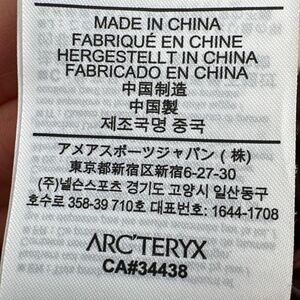 MADE IN CHINA
FABRIQUÉ EN CHINE
HERGESTELLT IN CHINA
FABRICADO EN CHINA
中国制造
中國製
제조국명 중국
アメアスポーツジャパン(株)
東京都新宿区新宿6-27-30
(주)넬슨스포츠 경기도 고양시 일산동구
호수로 358-39 710호 대표번호: 1644-1708
ARC'TERYX
CA#34438